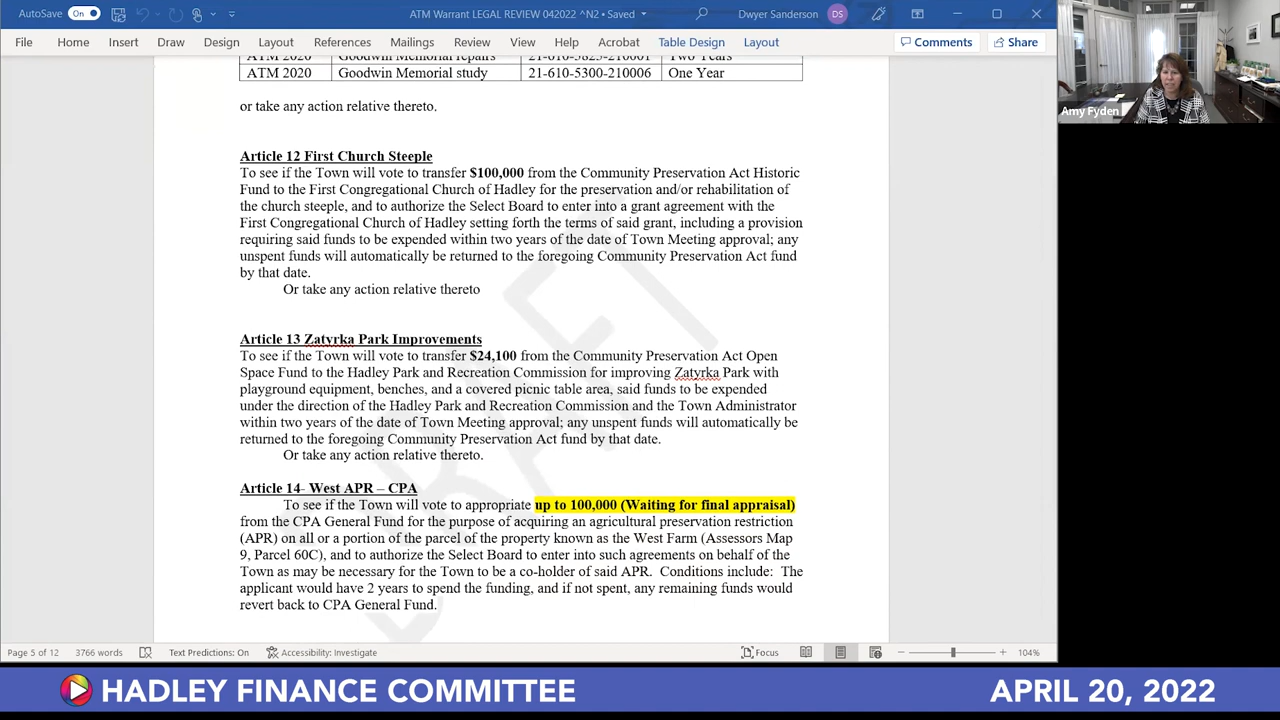 AutoSave On ATM Warrant LEGAL REVIEW 042022 ^N2 • Saved Dwyer Sanderson DS
File Home Insert Draw Design Layout References Mailings Review View Help Acrobat Table Design Layout Comments Share
ATM 2020 Goodwin Memorial repairs 21-610-5825-210001 Two Years
ATM 2020 Goodwin Memorial study 21-610-5300-210006 One Year
or take any action relative thereto.
Article 12 First Church Steeple
To see if the Town will vote to transfer $100,000 from the Community Preservation Act Historic
Fund to the First Congregational Church of Hadley for the preservation and/or rehabilitation of
the church steeple, and to authorize the Select Board to enter into a grant agreement with the
First Congregational Church of Hadley setting forth the terms of said grant, including a provision
requiring said funds to be expended within two years of the date of Town Meeting approval; any
unspent funds will automatically be returned to the foregoing Community Preservation Act fund
by that date.
Or take any action relative thereto
Article 13 Zatyrka Park Improvements
To see if the Town will vote to transfer $24,100 from the Community Preservation Act Open
Space Fund to the Hadley Park and Recreation Commission for improving Zatyrka Park with
playground equipment, benches, and a covered picnic table area, said funds to be expended
under the direction of the Hadley Park and Recreation Commission and the Town Administrator
within two years of the date of Town Meeting approval; any unspent funds will automatically be
returned to the foregoing Community Preservation Act fund by that date.
Or take any action relative thereto.
Article 14- West APR – CPA
To see if the Town will vote to appropriate up to 100,000 (Waiting for final appraisal)
from the CPA General Fund for the purpose of acquiring an agricultural preservation restriction
(APR) on all or a portion of the parcel of the property known as the West Farm (Assessors Map
9, Parcel 60C), and to authorize the Select Board to enter into such agreements on behalf of the
Town as may be necessary for the Town to be a co-holder of said APR. Conditions include: The
applicant would have 2 years to spend the funding, and if not spent, any remaining funds would
revert back to CPA General Fund.
DRAFT
Amy Fyden
Page 5 of 12 3766 words Text Predictions: On Accessibility: Investigate Focus 104%
HADLEY FINANCE COMMITTEE APRIL 20, 2022